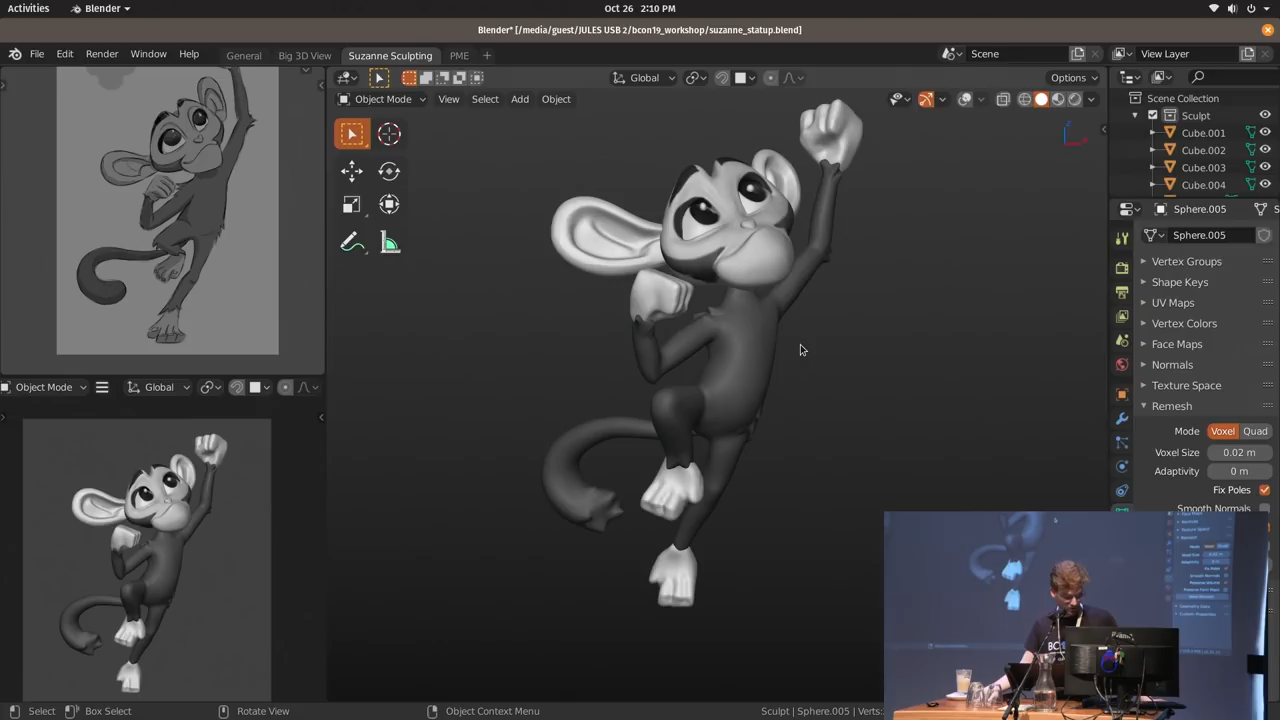 Activities
Blender
Oct 26 2:10 PM
Blender* [/media/guest/JULES USB 2/bcon19_workshop/suzanne_statup.blend]
File Edit Render Window Help
General Big 3D View Suzanne Sculpting PME +
Scene
View Layer
Global
Options
Object Mode View Select Add Object
Scene Collection
Sculpt
Cube.001
Cube.002
Cube.003
Cube.004
Sphere.005
Sphere.005
Vertex Groups
Shape Keys
UV Maps
Vertex Colors
Face Maps
Normals
Texture Space
Remesh
Mode Voxel Quad
Voxel Size 0.02 m
Adaptivity 0 m
Fix Poles
Smooth Normals
Object Mode
Global
Select
Box Select
Rotate View
Object Context Menu
Sculpt | Sphere.005 | Verts: